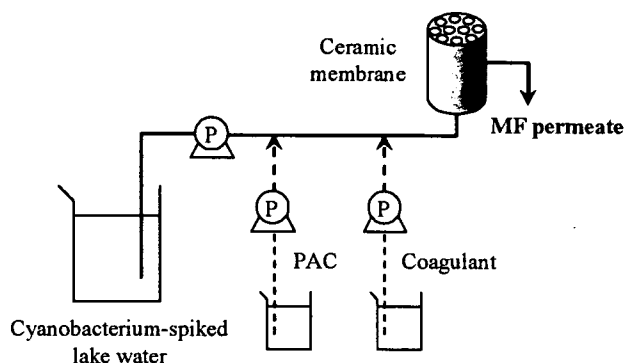 Ceramic
membrane
MF permeate
P
P
P
PAC
Coagulant
Cyanobacterium-spiked
lake water